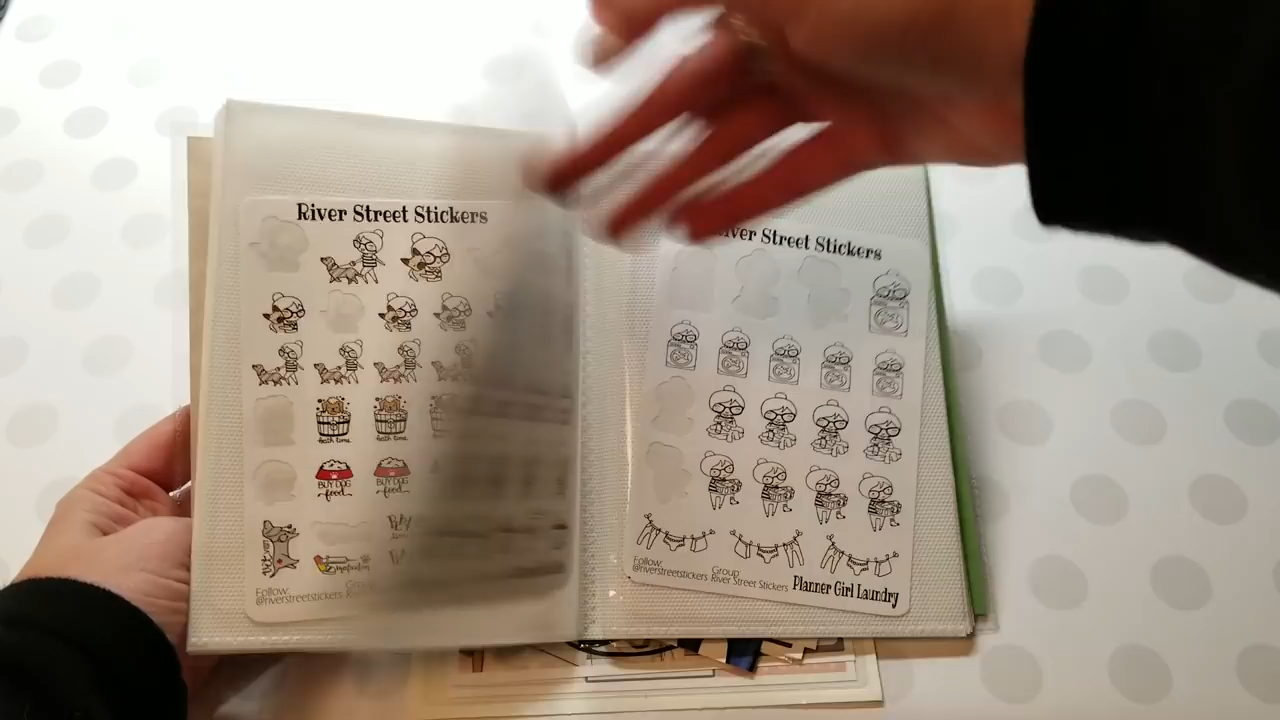 River Street Stickers
bath time
bath time
BUY DOG
food
BUY DOG
food
Follow
@riverstreetstickers
River Street Stickers
Follow
@riverstreetstickers
Group
River Street Stickers
Planner Girl Laundry